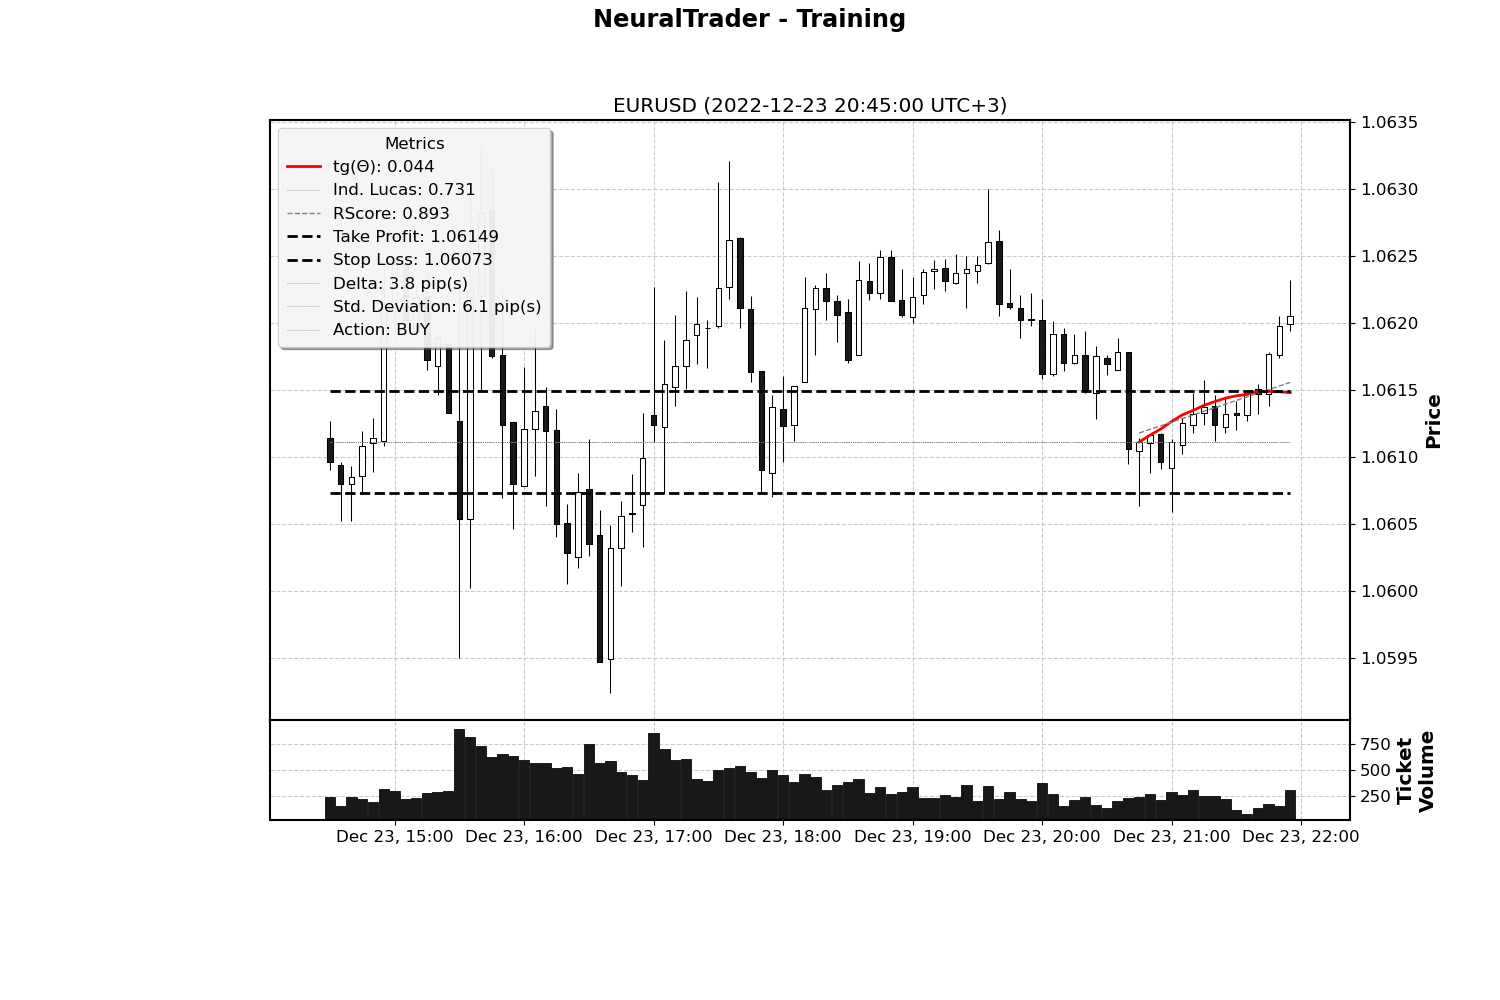 NeuralTrader - Training
EURUSD (2022-12-23 20:45:00 UTC+3)
Metrics
tg(Θ): 0.044
Ind. Lucas: 0.731
RScore: 0.893
Take Profit: 1.06149
Stop Loss: 1.06073
Delta: 3.8 pip(s)
Std. Deviation: 6.1 pip(s)
Action: BUY
1.0635
1.0630
1.0625
1.0620
1.0615
1.0610
1.0605
1.0600
1.0595
Price
750
500
250
Ticket
Volume
Dec 23, 15:00 Dec 23, 16:00 Dec 23, 17:00 Dec 23, 18:00 Dec 23, 19:00 Dec 23, 20:00 Dec 23, 21:00 Dec 23, 22:00